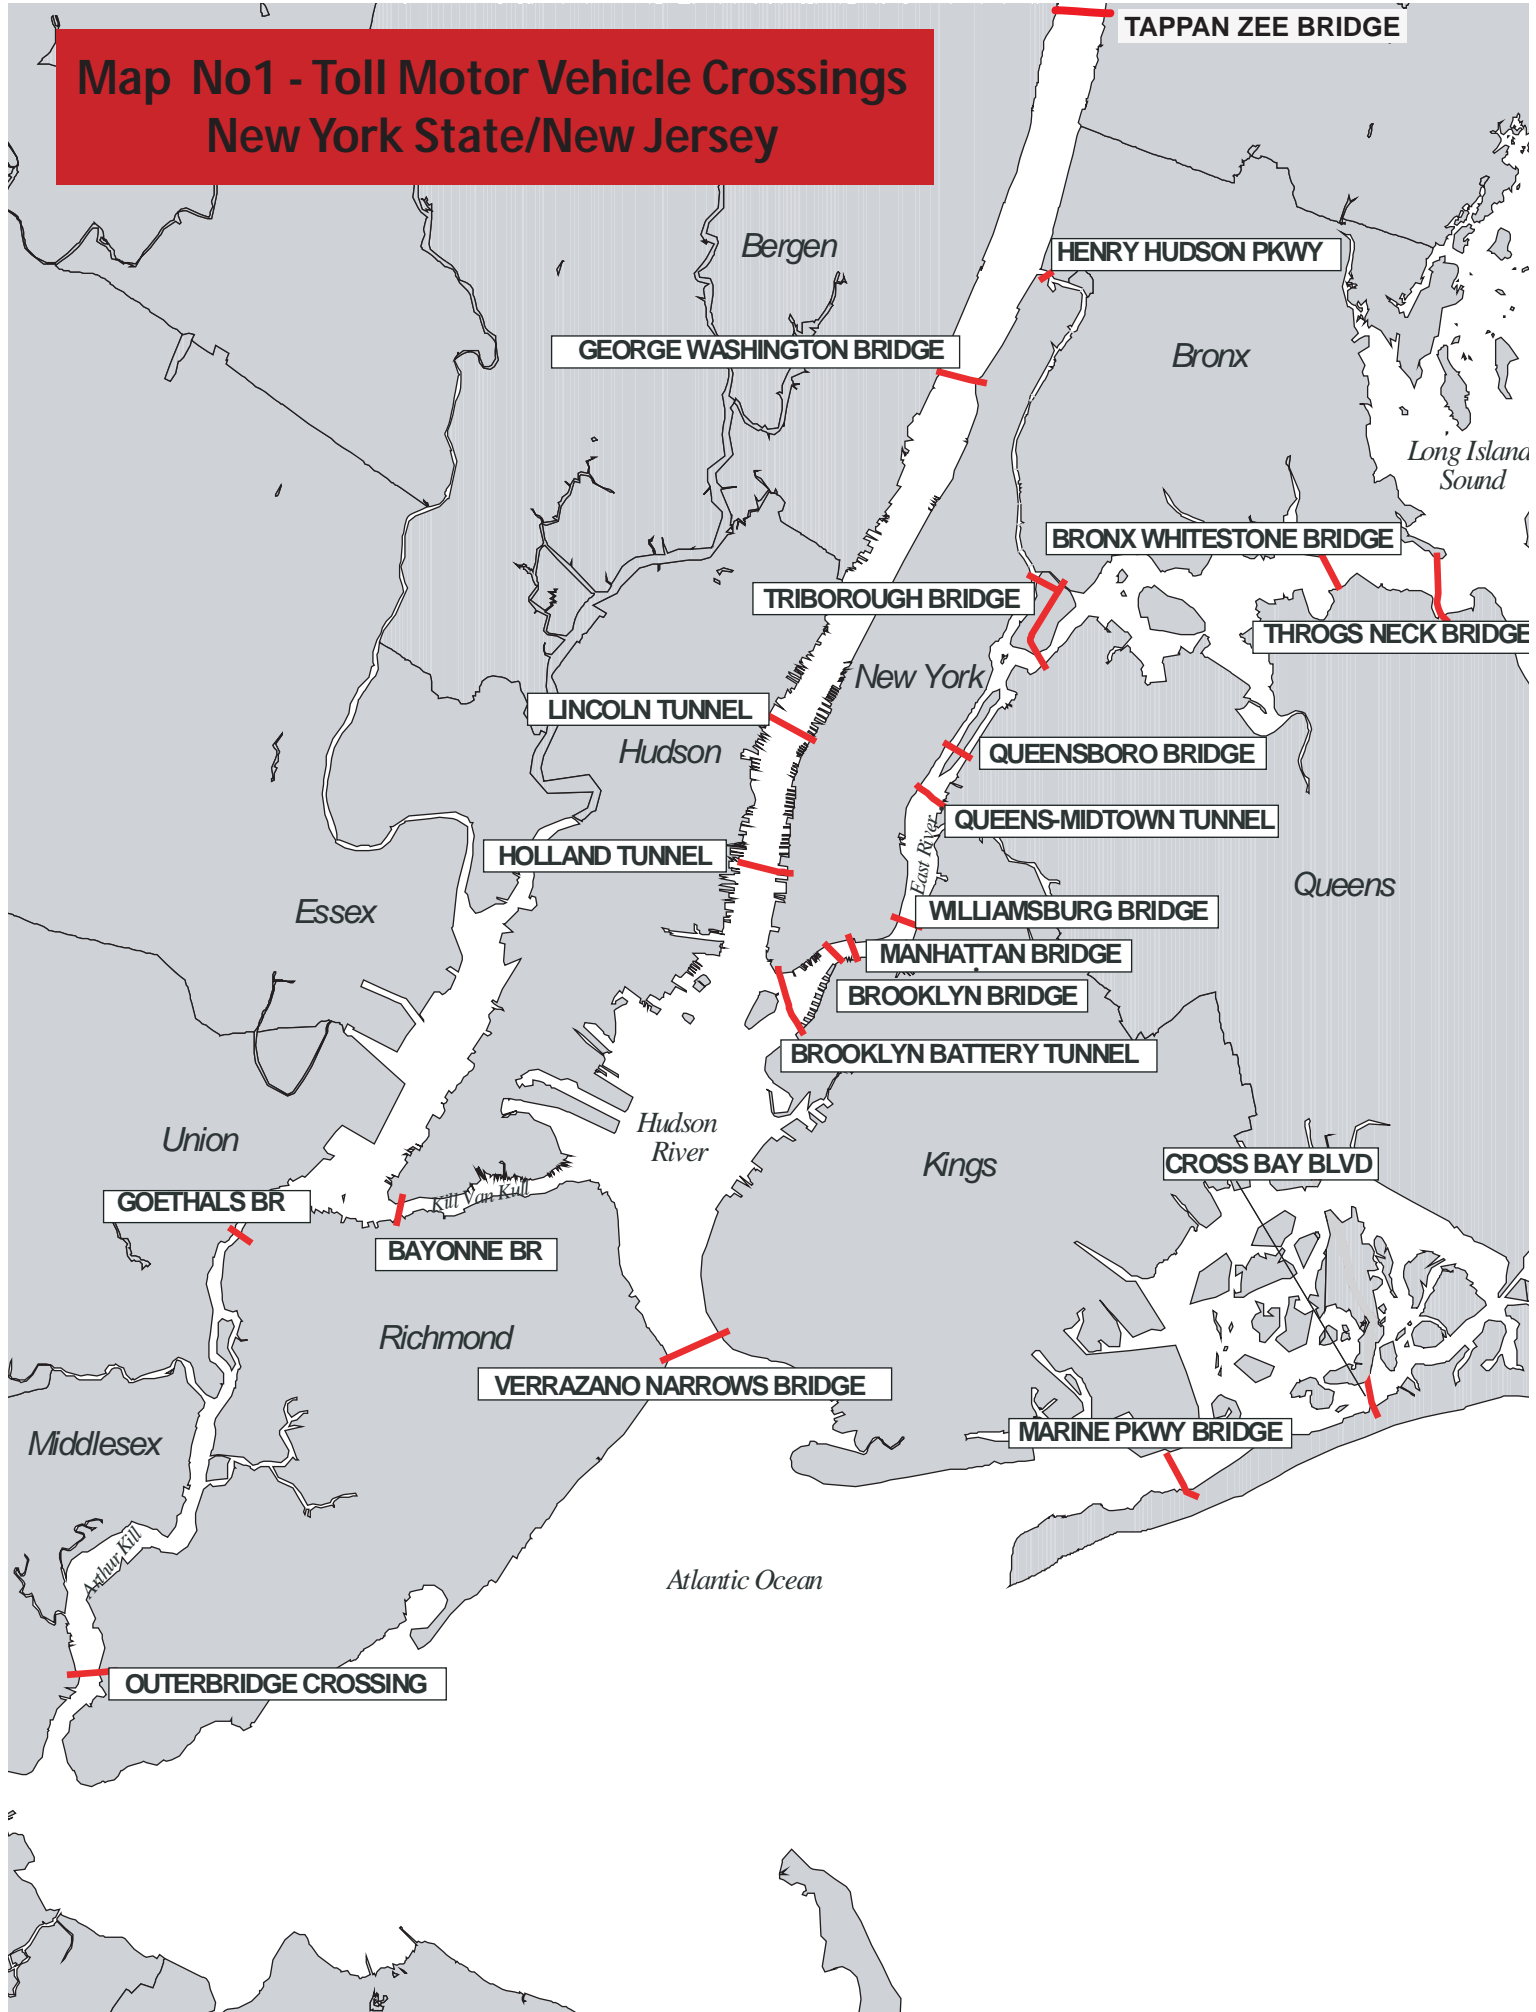 TAPPAN ZEE BRIDGE
Map No1 - Toll Motor Vehicle Crossings
New York State/New Jersey
Bergen
HENRY HUDSON PKWY
GEORGE WASHINGTON BRIDGE
Bronx
Long Island
Sound
BRONX WHITESTONE BRIDGE
TRIBOROUGH BRIDGE
THROGS NECK BRIDGE
New York
LINCOLN TUNNEL
Hudson
QUEENSBORO BRIDGE
QUEENS-MIDTOWN TUNNEL
East River
HOLLAND TUNNEL
Queens
Essex
WILLIAMSBURG BRIDGE
MANHATTAN BRIDGE
BROOKLYN BRIDGE
BROOKLYN BATTERY TUNNEL
Hudson
River
Union
Kings
CROSS BAY BLVD
Kill Van Kull
GOETHALS BR
BAYONNE BR
Richmond
VERRAZANO NARROWS BRIDGE
MARINE PKWY BRIDGE
Middlesex
Arthur Kill
Atlantic Ocean
OUTERBRIDGE CROSSING